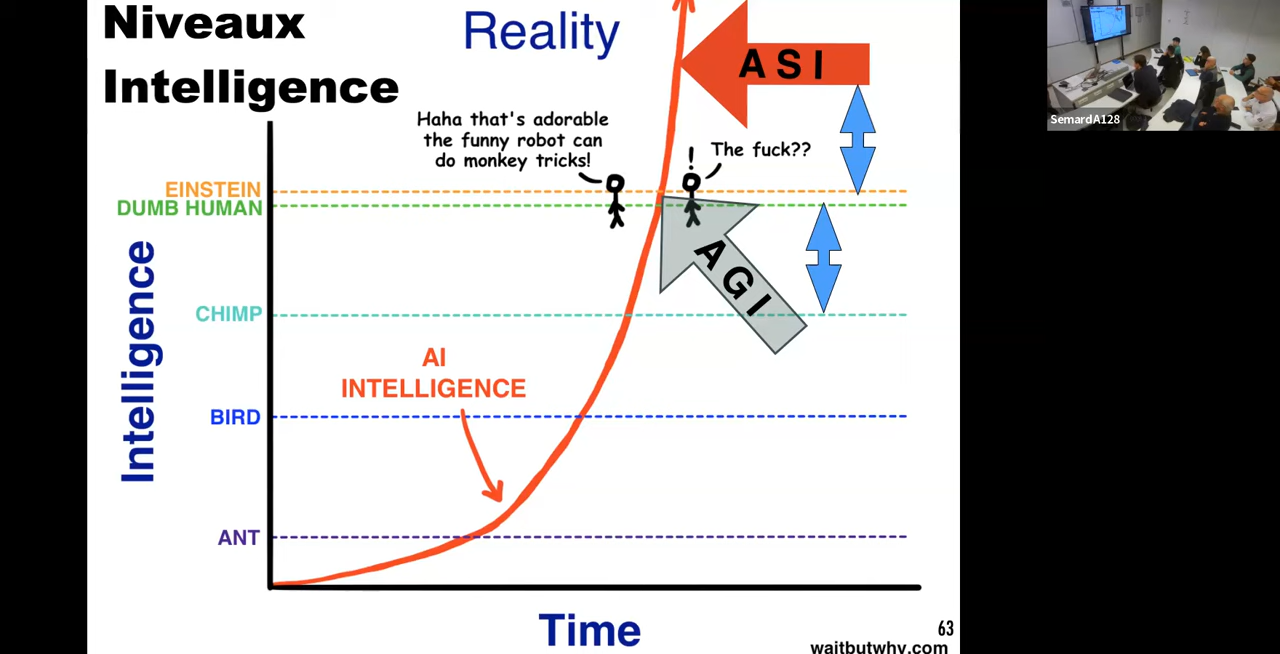 Niveaux
Intelligence
Reality
A S I
Haha that's adorable
the funny robot can
do monkey tricks!
!
The fuck??
EINSTEIN
DUMB HUMAN
AGI
CHIMP
AI
INTELLIGENCE
BIRD
ANT
Intelligence
Time
63
waitbutwhy.com
SemardA128